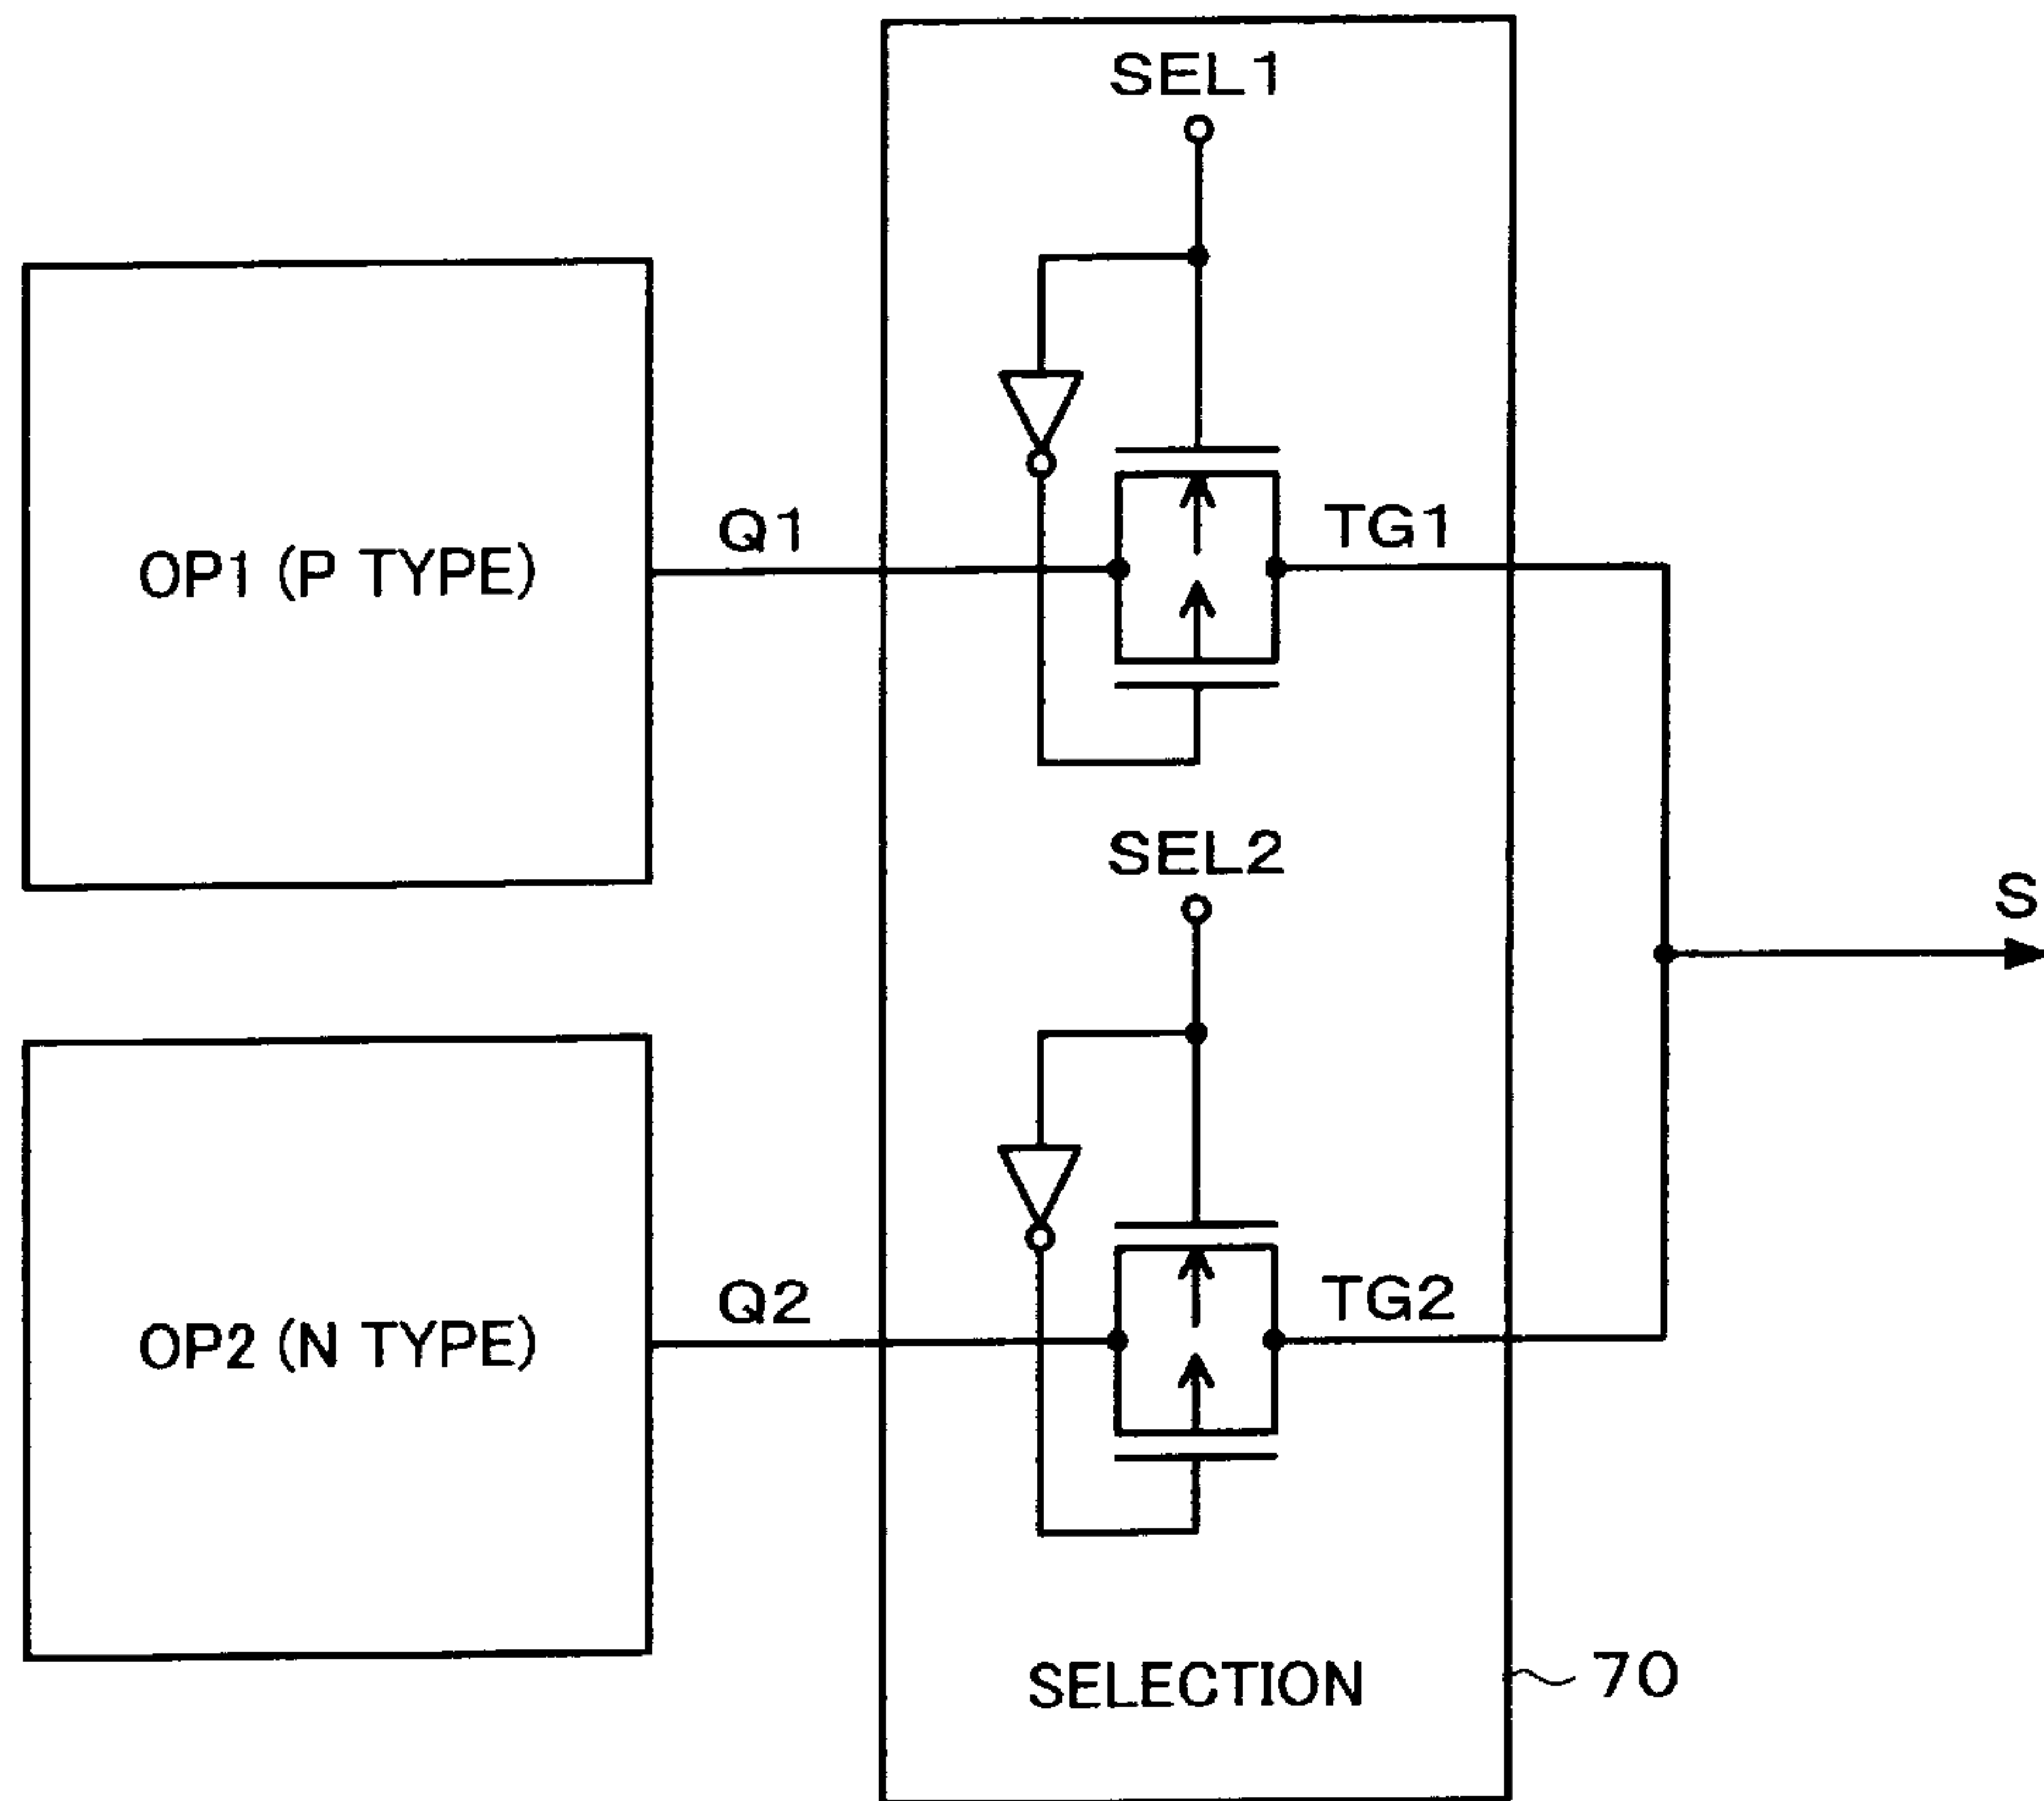 SEL1
Q1
TG1
OP1 (P TYPE)
SEL2
S
Q2
TG2
OP2 (N TYPE)
SELECTION
70